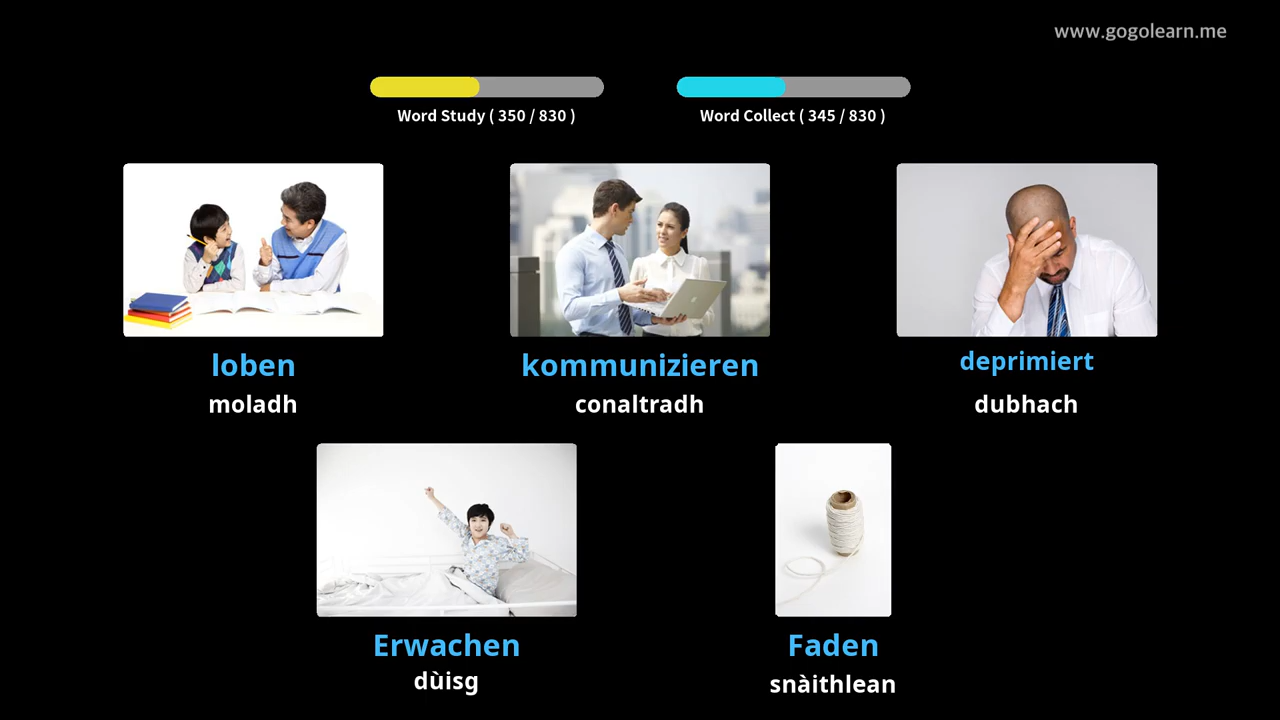 www.gogolearn.me
Word Study ( 350 / 830 )
Word Collect ( 345 / 830 )
loben
moladh
kommunizieren
conaltradh
deprimiert
dubhach
Erwachen
dùisg
Faden
snàithlean